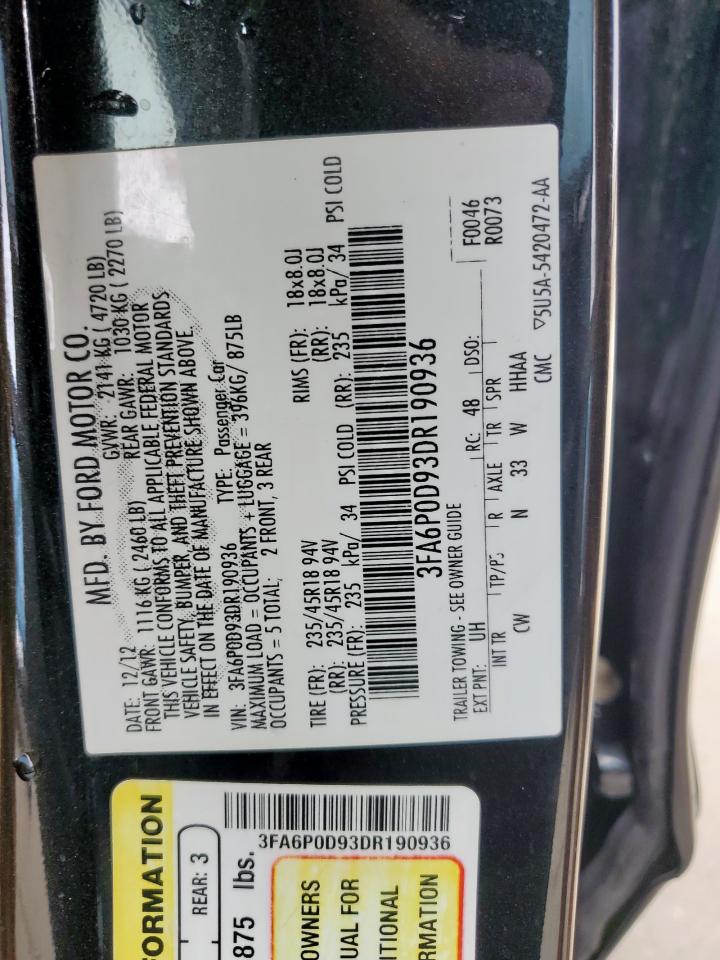 MFD. BY FORD MOTOR CO.
DATE: 12/12 GVWR: 2141 KG ( 4720 LB)
FRONT GAWR: 1116 KG ( 2460 LB) REAR GAWR: 1030 KG ( 2270 LB)
THIS VEHICLE CONFORMS TO ALL APPLICABLE FEDERAL MOTOR
VEHICLE SAFETY, BUMPER, AND THEFT PREVENTION STANDARDS
IN EFFECT ON THE DATE OF MANUFACTURE SHOWN ABOVE.
VIN: 3FA6P0D93DR190936 TYPE: Passenger Car
MAXIMUM LOAD = OCCUPANTS + LUGGAGE = 396KG/ 875LB
OCCUPANTS = 5 TOTAL; 2 FRONT, 3 REAR
TIRE (FR): 235/45R18 94V RIMS (FR): 18x8.0J
(RR): 235/45R18 94V (RR): 18x8.0J
PRESSURE (FR): 235 kPa/ 34 PSI COLD (RR): 235 kPa/ 34 PSI COLD
3FA6P0D93DR190936
TRAILER TOWING - SEE OWNER GUIDE F0046
EXT PNT: UH RC: 48 DSO: R0073
INT TR TP/PS R AXLE TR SPR
CW N 33 W HHAA
CMC ▽5U5A-5420472-AA
FORMATION
REAR: 3
875 lbs.
3FA6P0D93DR190936
OWNERS
UAL FOR
ITIONAL
RMATION